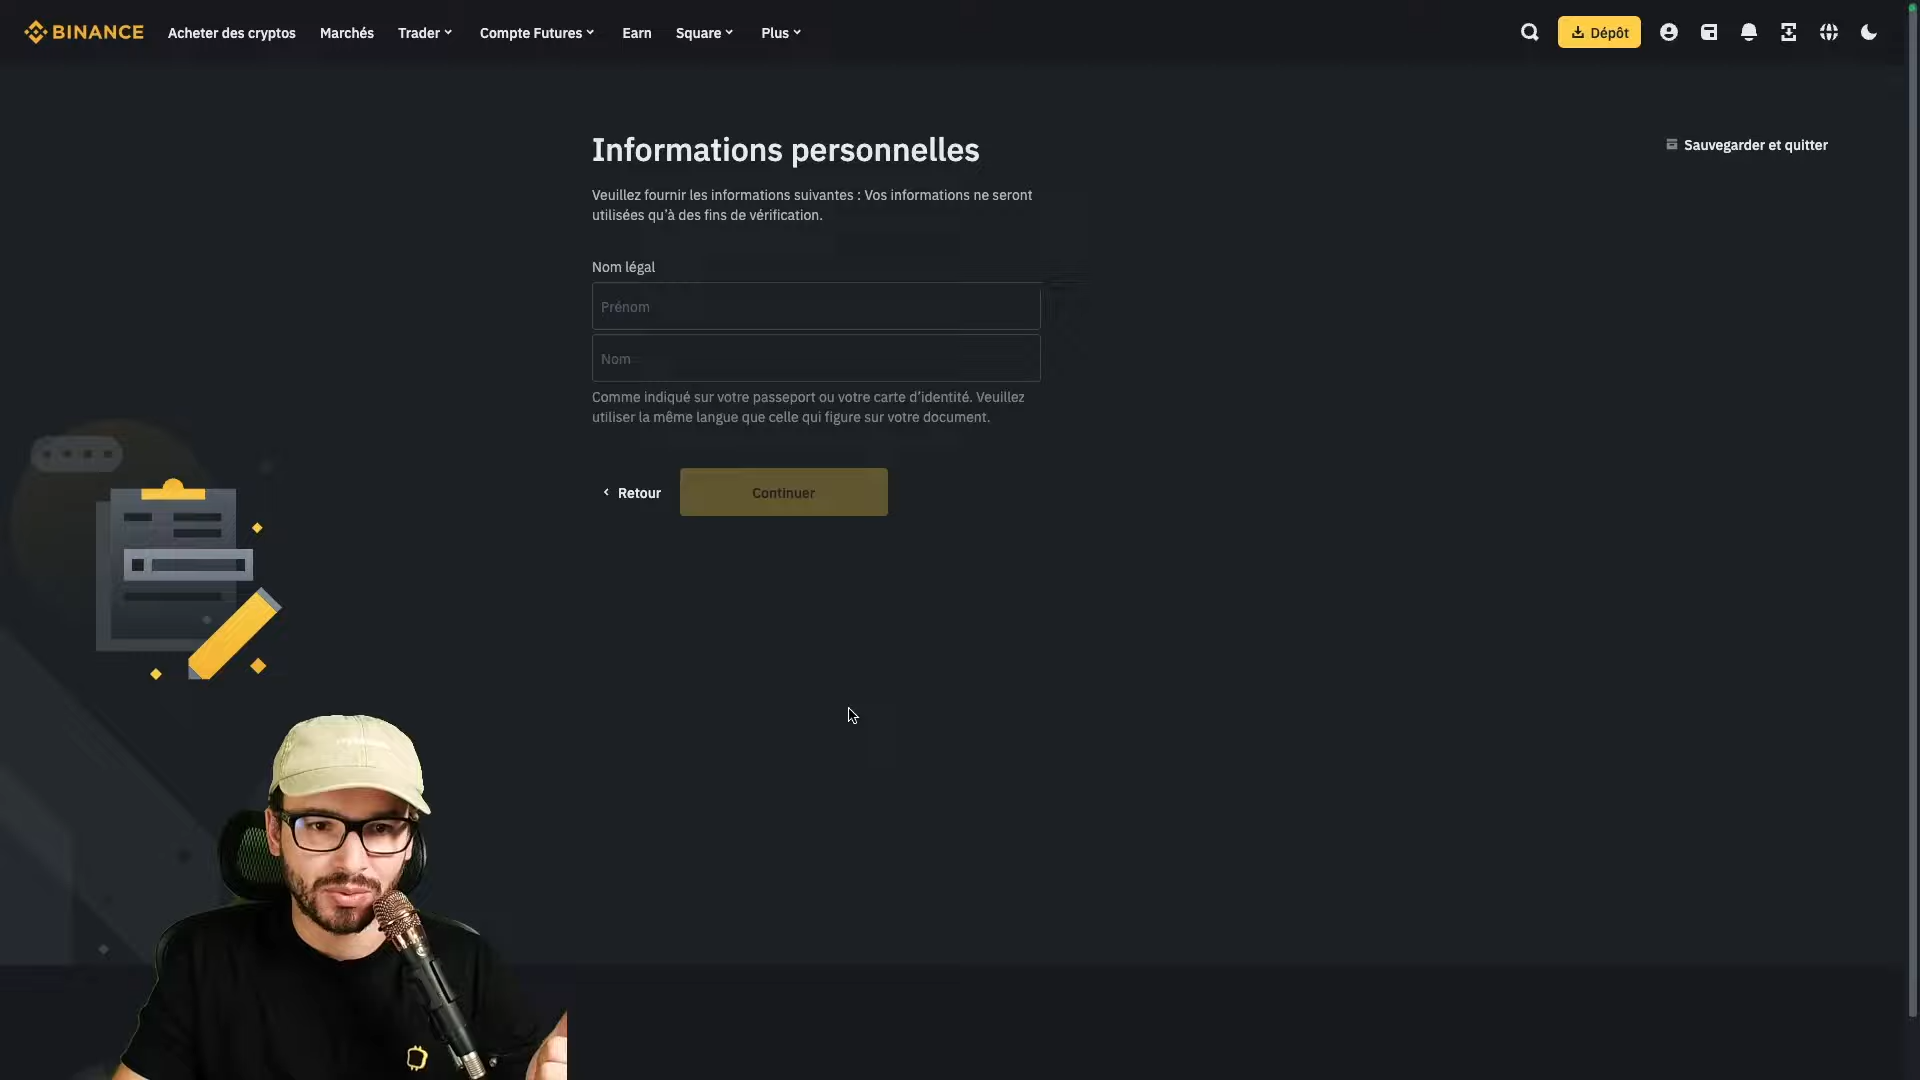 BINANCE
Acheter des cryptos
Marchés
Trader
Compte Futures
Earn
Square
Plus
Dépôt
Informations personnelles
Sauvegarder et quitter
Veuillez fournir les informations suivantes : Vos informations ne seront
utilisées qu'à des fins de vérification.
Nom légal
Prénom
Nom
Comme indiqué sur votre passeport ou votre carte d'identité. Veuillez
utiliser la même langue que celle qui figure sur votre document.
Retour
Continuer